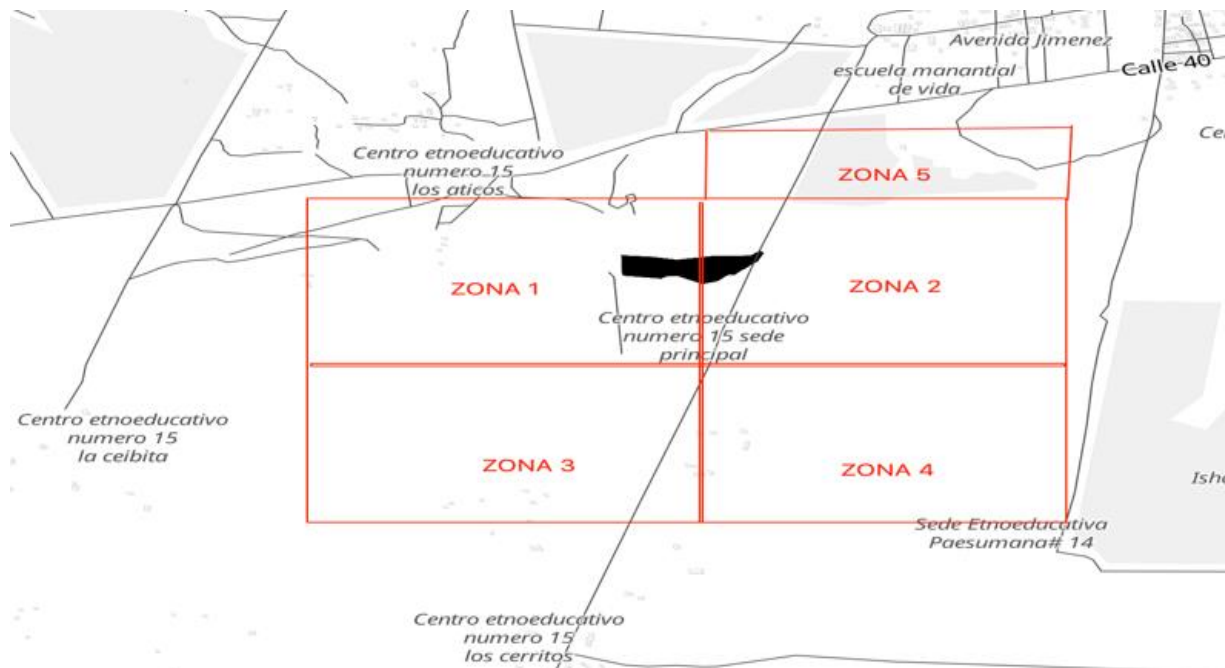 Avenida Jimenez
Calle 40
escuela manantial
de vida
Centro etnoeducativo
numero 15
los aticos
ZONA 5
ZONA 1
ZONA 2
Centro etnoeducativo
numero 15 sede
principal
Centro etnoeducativo
numero 15
la ceibita
ZONA 3
ZONA 4
Sede Etnoeducativa
Paesumana# 14
Centro etnoeducativo
numero 15
los cerritos